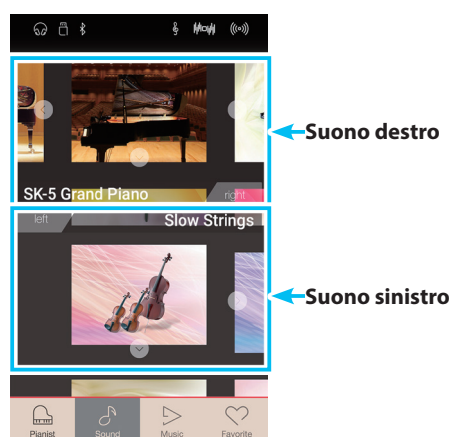 Suono destro
SK-5 Grand Piano
right
left
Slow Strings
Suono sinistro
Pianist
Sound
Music
Favorite